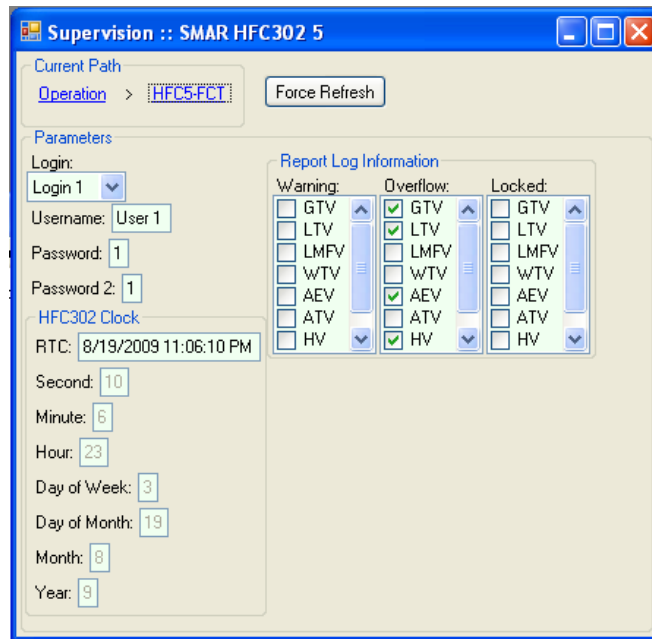 Supervision :: SMAR HFC302 5
Current Path
Operation > HFC5-FCT
Force Refresh
Parameters
Login:
Login 1
Username: User 1
Password: 1
Password 2: 1
HFC302 Clock
RTC: 8/19/2009 11:06:10 PM
Second: 10
Minute: 6
Hour: 23
Day of Week: 3
Day of Month: 19
Month: 8
Year: 9
Report Log Information
Warning: Overflow: Locked:
GTV GTV GTV
LTV LTV LTV
LMFV LMFV LMFV
WTV WTV WTV
AEV AEV AEV
ATV ATV ATV
HV HV HV